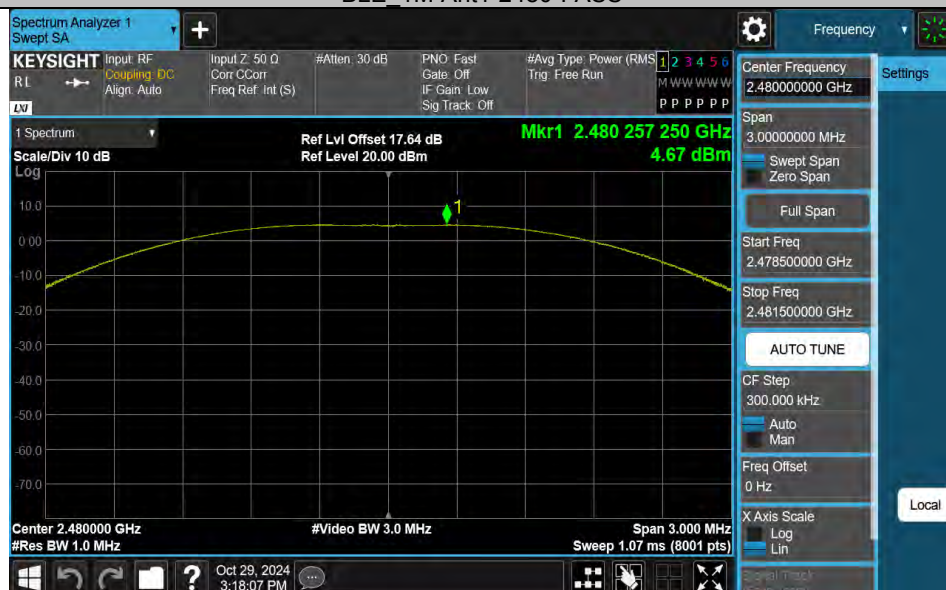 Spectrum Analyzer 1
Swept SA
+
Frequency
KEYSIGHT
RL
LXI
Input: RF
Coupling: DC
Align: Auto
Input Z: 50 Ω
Corr CCorr
Freq Ref: Int (S)
#Atten: 30 dB
PNO: Fast
Gate: Off
IF Gain: Low
Sig Track: Off
#Avg Type: Power (RMS
Trig: Free Run
1 2 3 4 5 6
M W W W W W
P P P P P P
1 Spectrum
Scale/Div 10 dB
Log
Ref Lvl Offset 17.64 dB
Ref Level 20.00 dBm
Mkr1 2.480 257 250 GHz
4.67 dBm
1
10.0
0.00
-10.0
-20.0
-30.0
-40.0
-50.0
-60.0
-70.0
Center 2.480000 GHz
#Res BW 1.0 MHz
#Video BW 3.0 MHz
Span 3.000 MHz
Sweep 1.07 ms (8001 pts)
?
Oct 29, 2024
3:18:07 PM
Center Frequency
2.480000000 GHz
Span
3.00000000 MHz
Swept Span
Zero Span
Full Span
Start Freq
2.478500000 GHz
Stop Freq
2.481500000 GHz
AUTO TUNE
CF Step
300.000 kHz
Auto
Man
Freq Offset
0 Hz
X Axis Scale
Log
Lin
Signal Track
Settings
Local